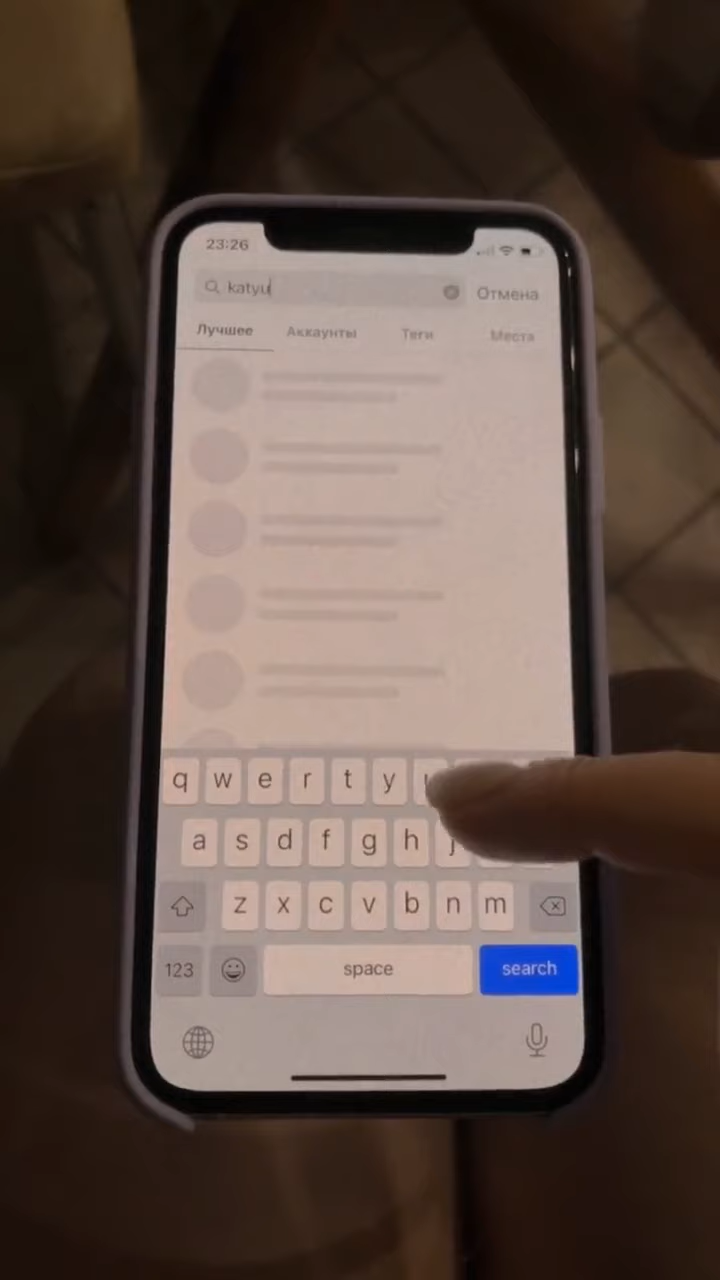 23:26
katyu Отмена
Лучшее Аккаунты Теги Места
q w e r t y u
a s d f g h j
z x c v b n m
123 space search